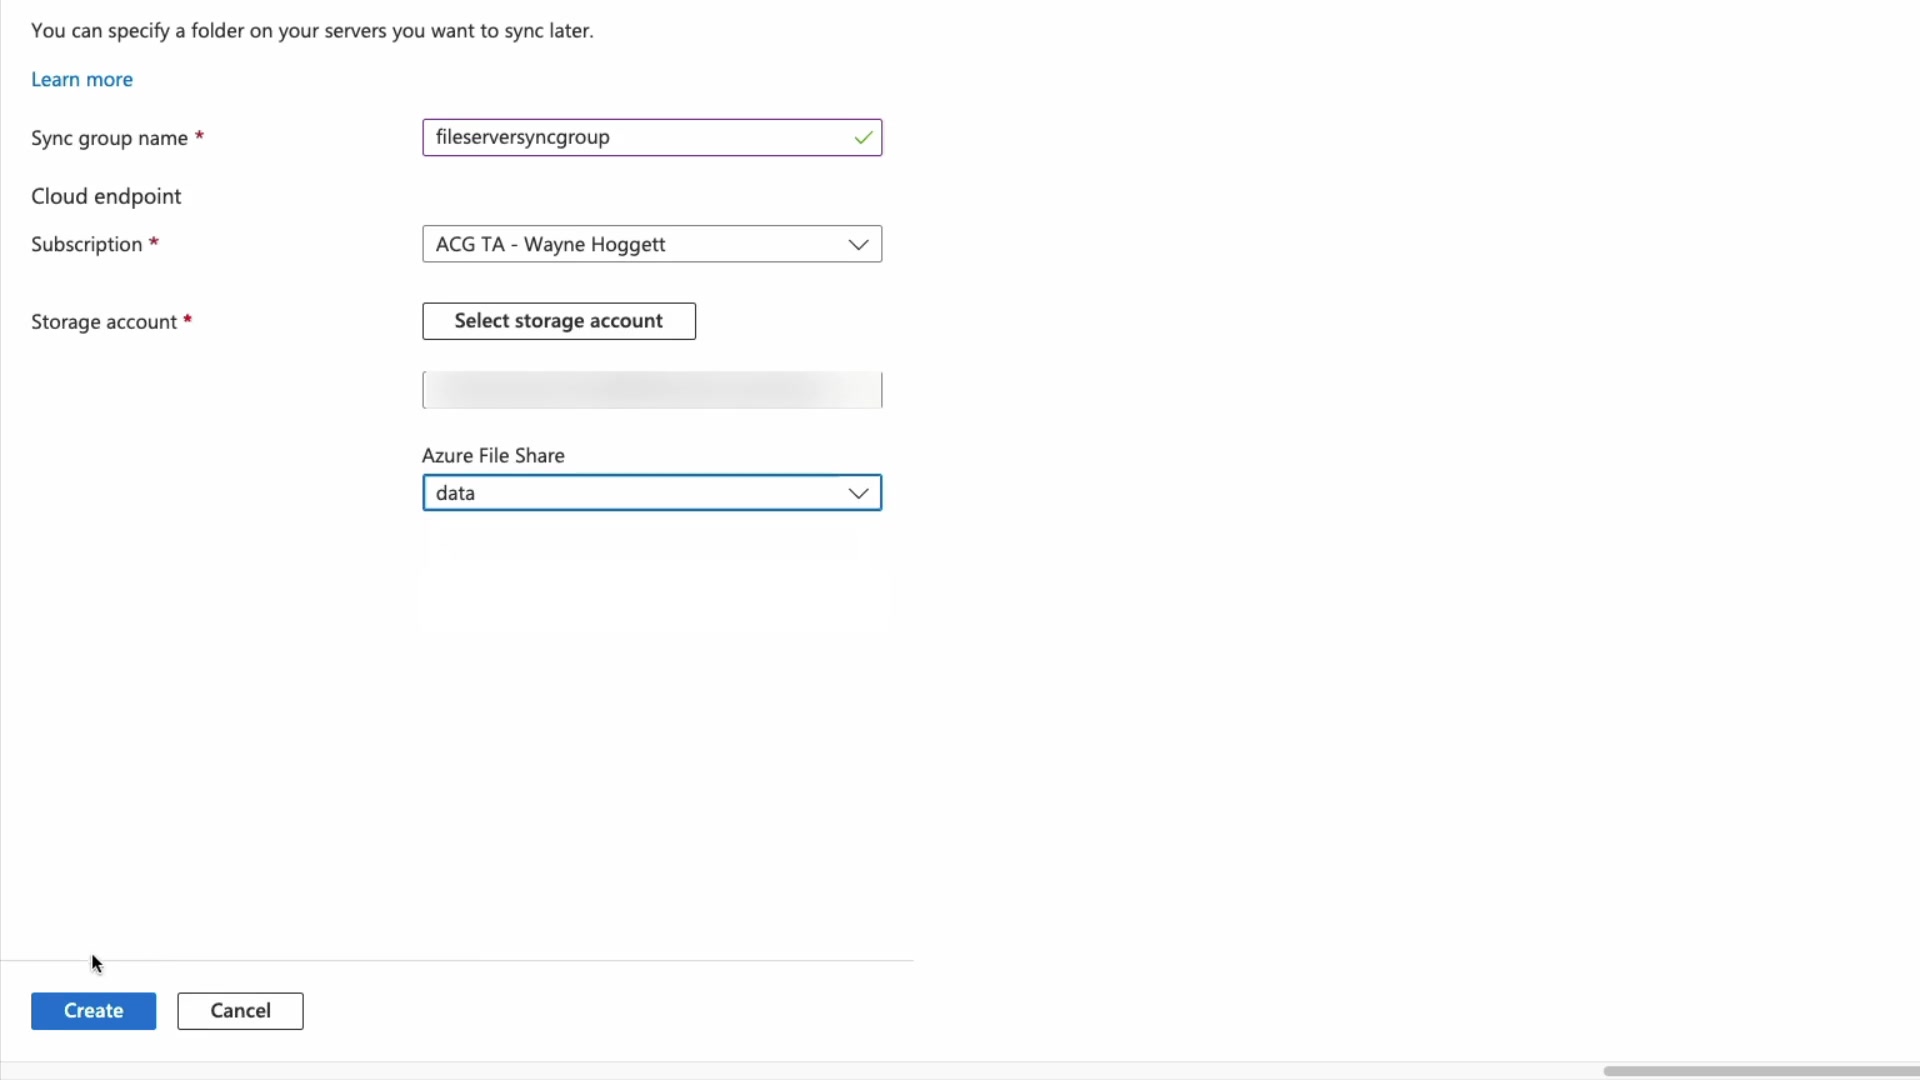 You can specify a folder on your servers you want to sync later.
Learn more
Sync group name *
fileserversyncgroup
Cloud endpoint
Subscription *
ACG TA - Wayne Hoggett
Storage account *
Select storage account
Azure File Share
data
Create
Cancel